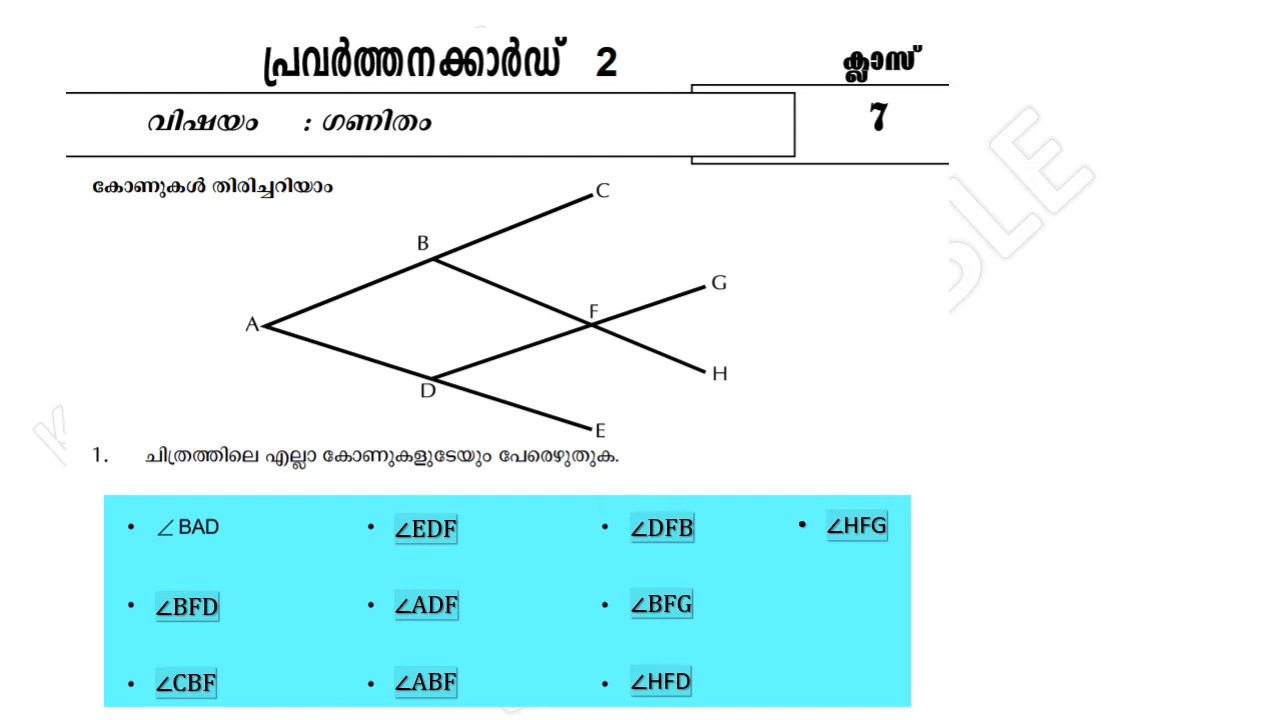 പ്രവർത്തനക്കാർഡ് 2
ക്ലാസ്
7
വിഷയം : ഗണിതം
കോണുകൾ തിരിച്ചറിയാം
C
B
G
F
A
H
D
E
1. ചിത്രത്തിലെ എല്ലാ കോണുകളുടേയും പേരെഴുതുക.
• ∠BAD • ∠EDF • ∠DFB • ∠HFG
• ∠BFD • ∠ADF • ∠BFG
• ∠CBF • ∠ABF • ∠HFD